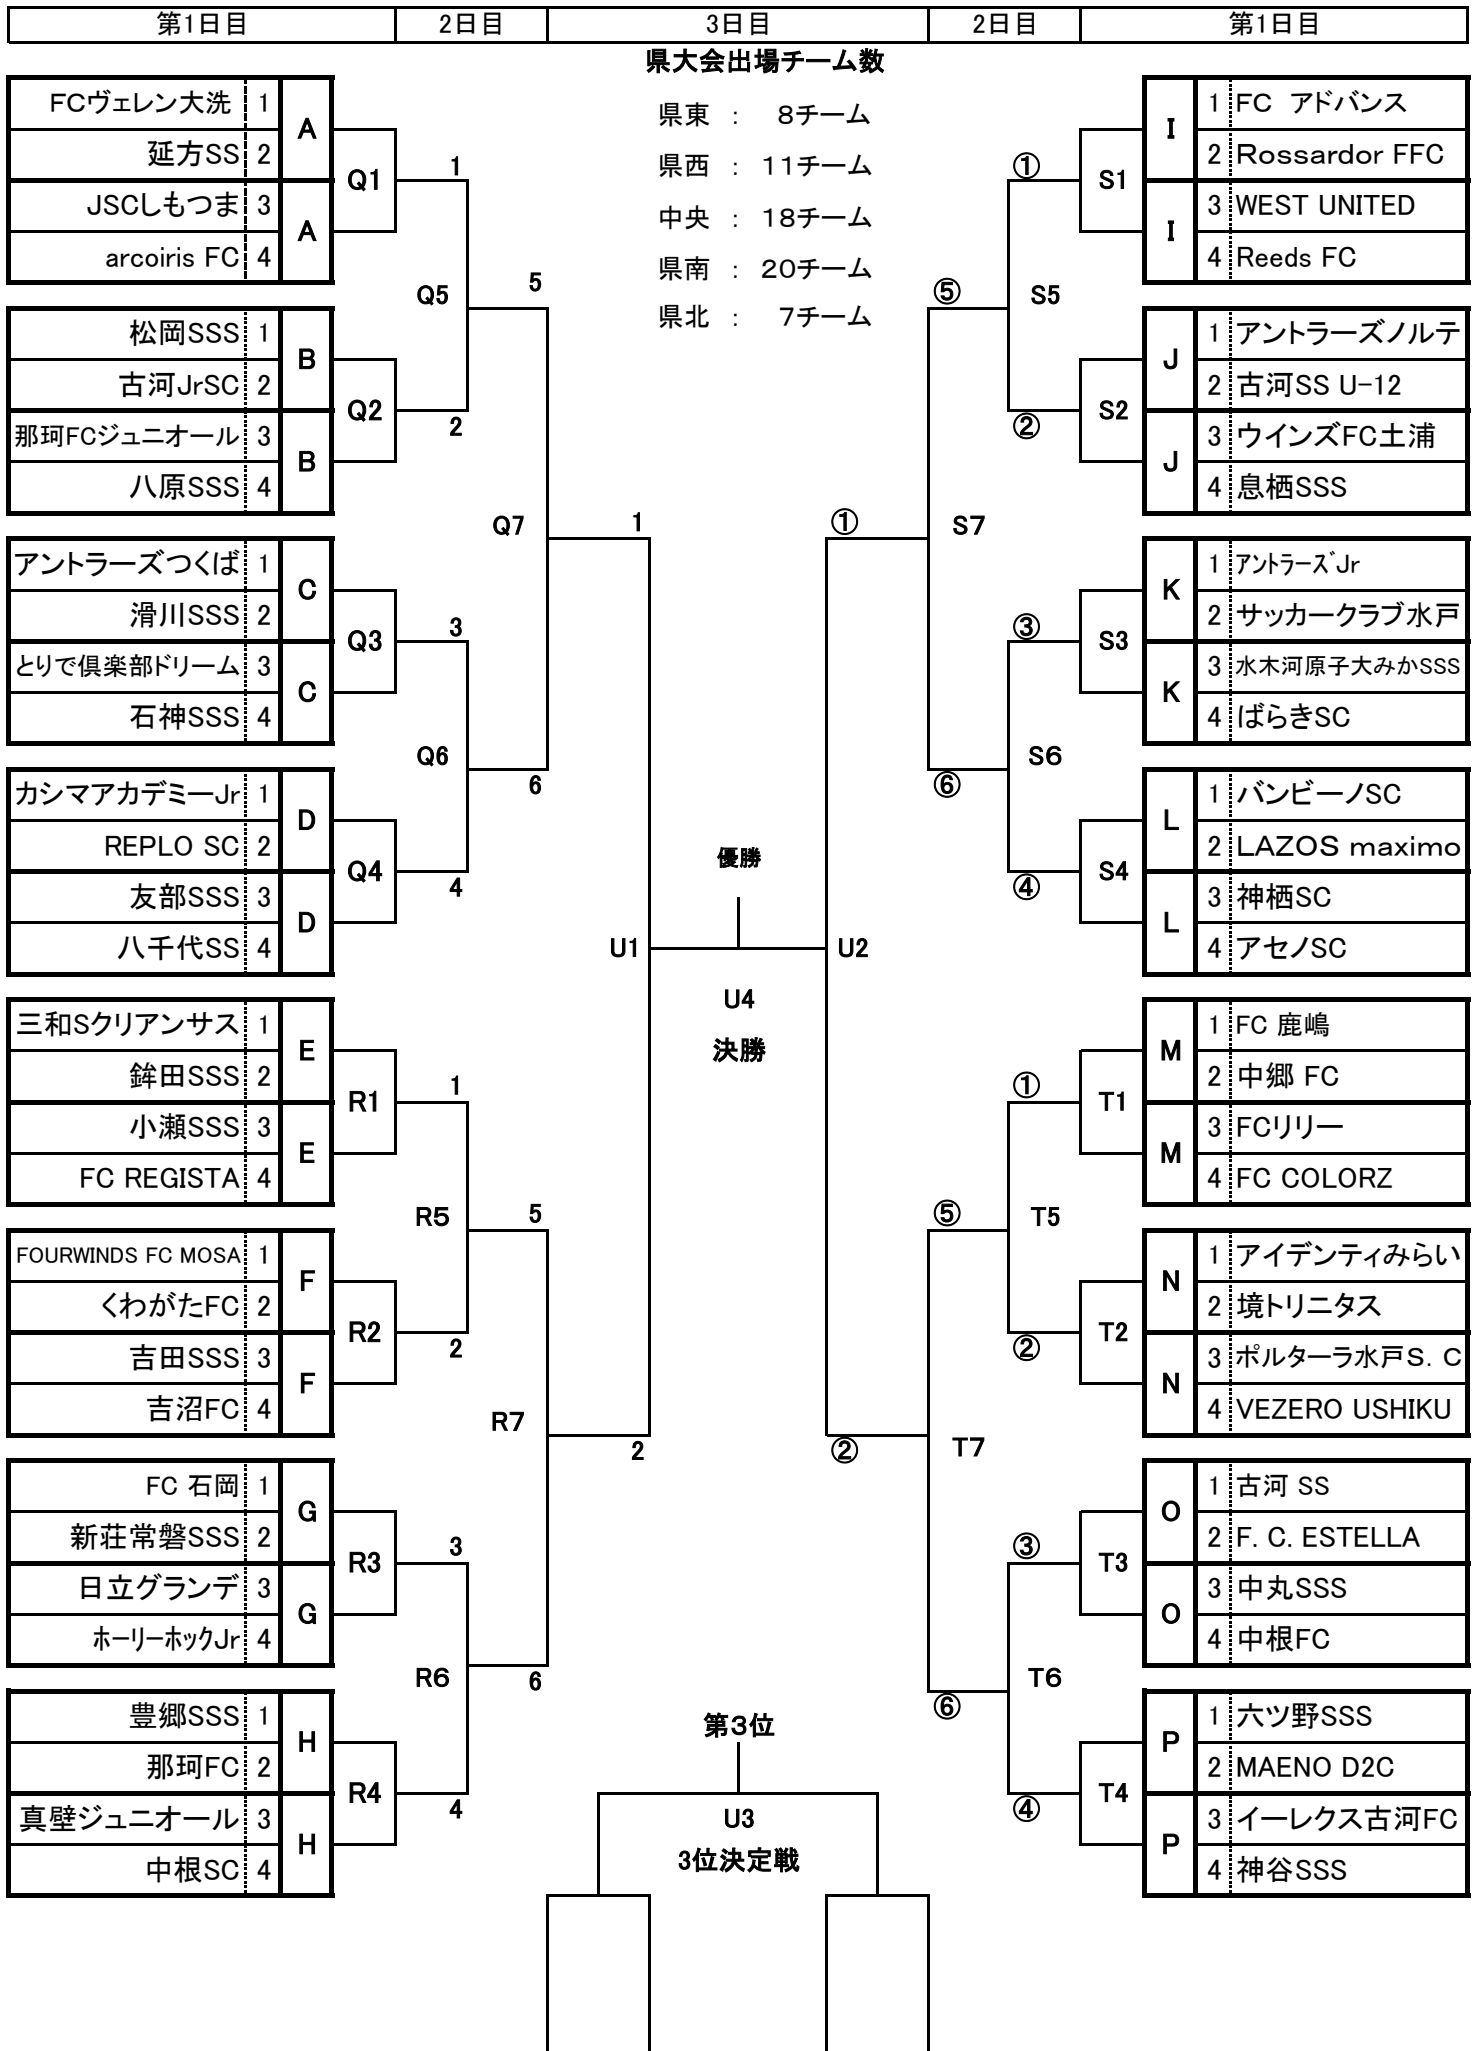 第1日目 2日目 3日目 2日目 第1日目
県大会出場チーム数
県東 : 8チーム
県西 : 11チーム
中央 : 18チーム
県南 : 20チーム
県北 : 7チーム
FCヴェレン大洗 1
A
延方SS 2
JSCしもつま 3
A
arcoiris FC 4
Q1
松岡SSS 1
B
古河JrSC 2
那珂FCジュニオール 3
B
八原SSS 4
Q2
1
Q5
2
アントラーズつくば 1
C
滑川SSS 2
とりで倶楽部ドリーム 3
C
石神SSS 4
Q3
カシマアカデミーJr 1
D
REPLO SC 2
友部SSS 3
D
八千代SS 4
Q4
3
Q6
4
5
Q7
6
三和Sクリアンサス 1
E
鉾田SSS 2
小瀬SSS 3
E
FC REGISTA 4
R1
FOURWINDS FC MOSA 1
F
くわがたFC 2
吉田SSS 3
F
吉沼FC 4
R2
1
R5
2
FC 石岡 1
G
新荘常磐SSS 2
日立グランデ 3
G
ホーリーホックJr 4
R3
豊郷SSS 1
H
那珂FC 2
真壁ジュニオール 3
H
中根SC 4
R4
3
R6
4
5
R7
6
1
U1
2
優勝
U4
決勝
第3位
U3
3位決定戦
①
U2
②
I
1 FC アドバンス
2 Rossardor FFC
I
3 WEST UNITED
4 Reeds FC
S1
J
1 アントラーズノルテ
2 古河SS U-12
J
3 ウインズFC土浦
4 息栖SSS
S2
①
S5
②
K
1 アントラーズJr
2 サッカークラブ水戸
K
3 水木河原子大みかSSS
4 ばらきSC
S3
L
1 バンビーノSC
2 LAZOS maximo
L
3 神栖SC
4 アセノSC
S4
③
S6
④
⑤
S7
⑥
M
1 FC 鹿嶋
2 中郷 FC
M
3 FCリリー
4 FC COLORZ
T1
N
1 アイデンティみらい
2 境トリニタス
N
3 ポルターラ水戸S. C
4 VEZERO USHIKU
T2
①
T5
②
O
1 古河 SS
2 F. C. ESTELLA
O
3 中丸SSS
4 中根FC
T3
P
1 六ツ野SSS
2 MAENO D2C
P
3 イーレクス古河FC
4 神谷SSS
T4
③
T6
④
⑤
T7
⑥